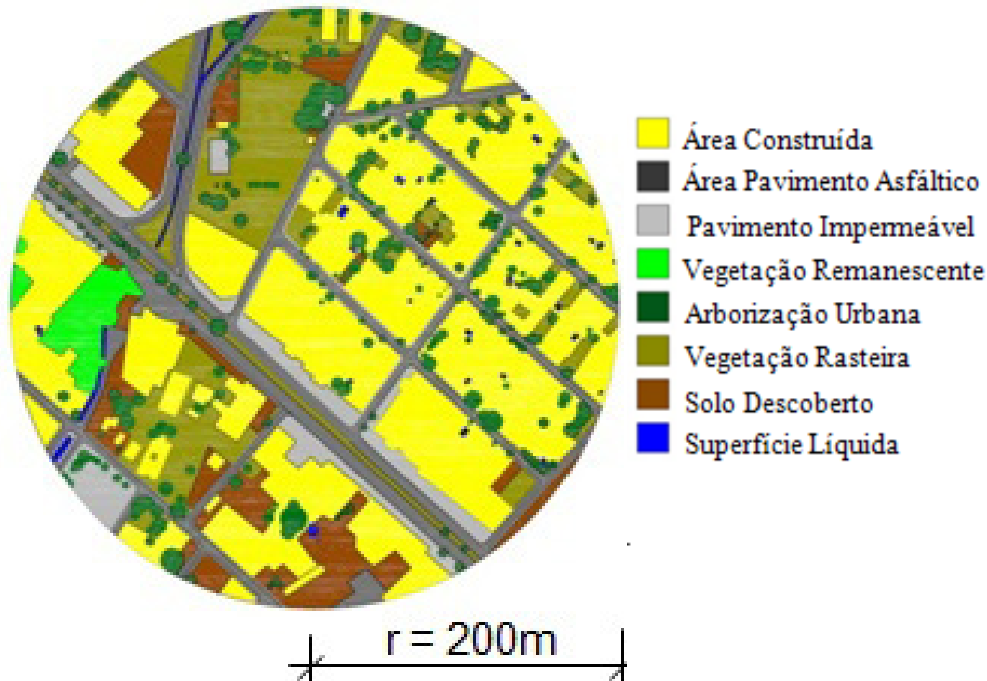 Área Construída
Área Pavimento Asfáltico
Pavimento Impermeável
Vegetação Remanescente
Arborização Urbana
Vegetação Rasteira
Solo Descoberto
Superfície Líquida
r = 200m